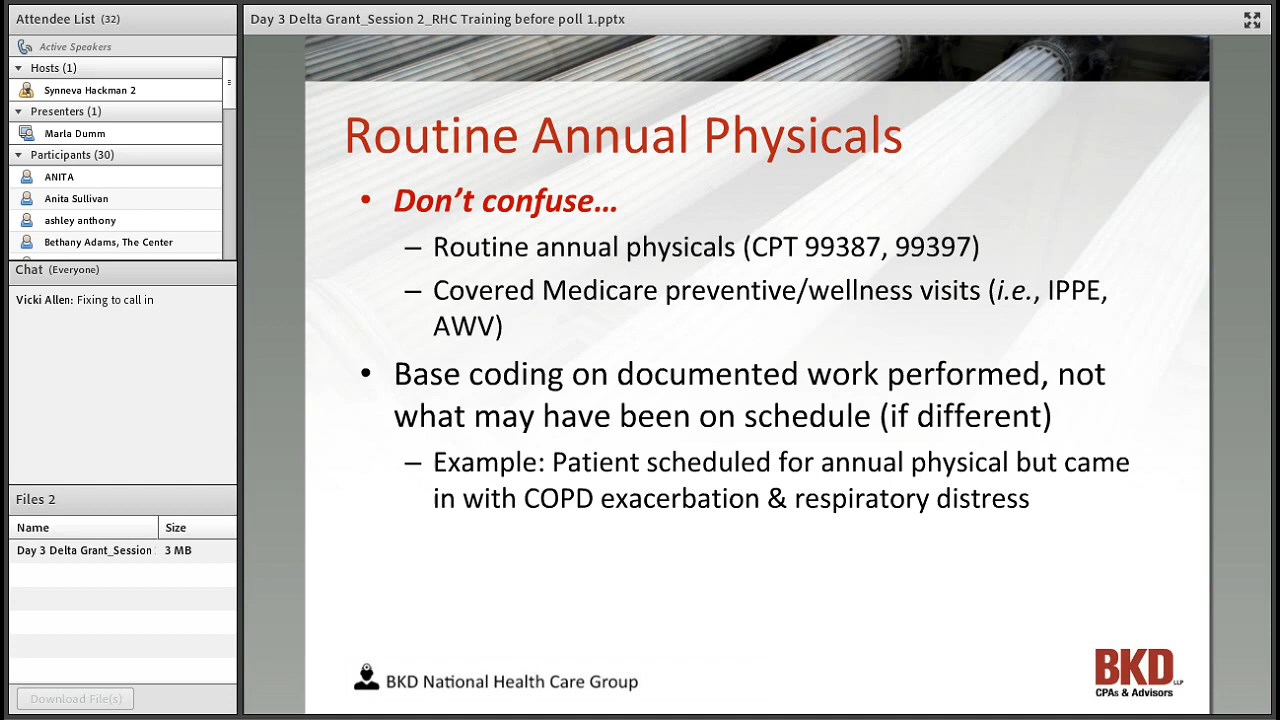 Attendee List (32)
Active Speakers
Hosts (1)
Synneva Hackman 2
Presenters (1)
Marla Dumm
Participants (30)
ANITA
Anita Sullivan
ashley anthony
Bethany Adams, The Center
Chat (Everyone)
Vicki Allen: Fixing to call in
Files 2
Name Size
Day 3 Delta Grant_Session 3 MB
Download File(s)
Day 3 Delta Grant_Session 2_RHC Training before poll 1.pptx
Routine Annual Physicals
• Don't confuse…
– Routine annual physicals (CPT 99387, 99397)
– Covered Medicare preventive/wellness visits (i.e., IPPE,
AWV)
• Base coding on documented work performed, not
what may have been on schedule (if different)
– Example: Patient scheduled for annual physical but came
in with COPD exacerbation & respiratory distress
BKD National Health Care Group
BKD LLP
CPAs & Advisors